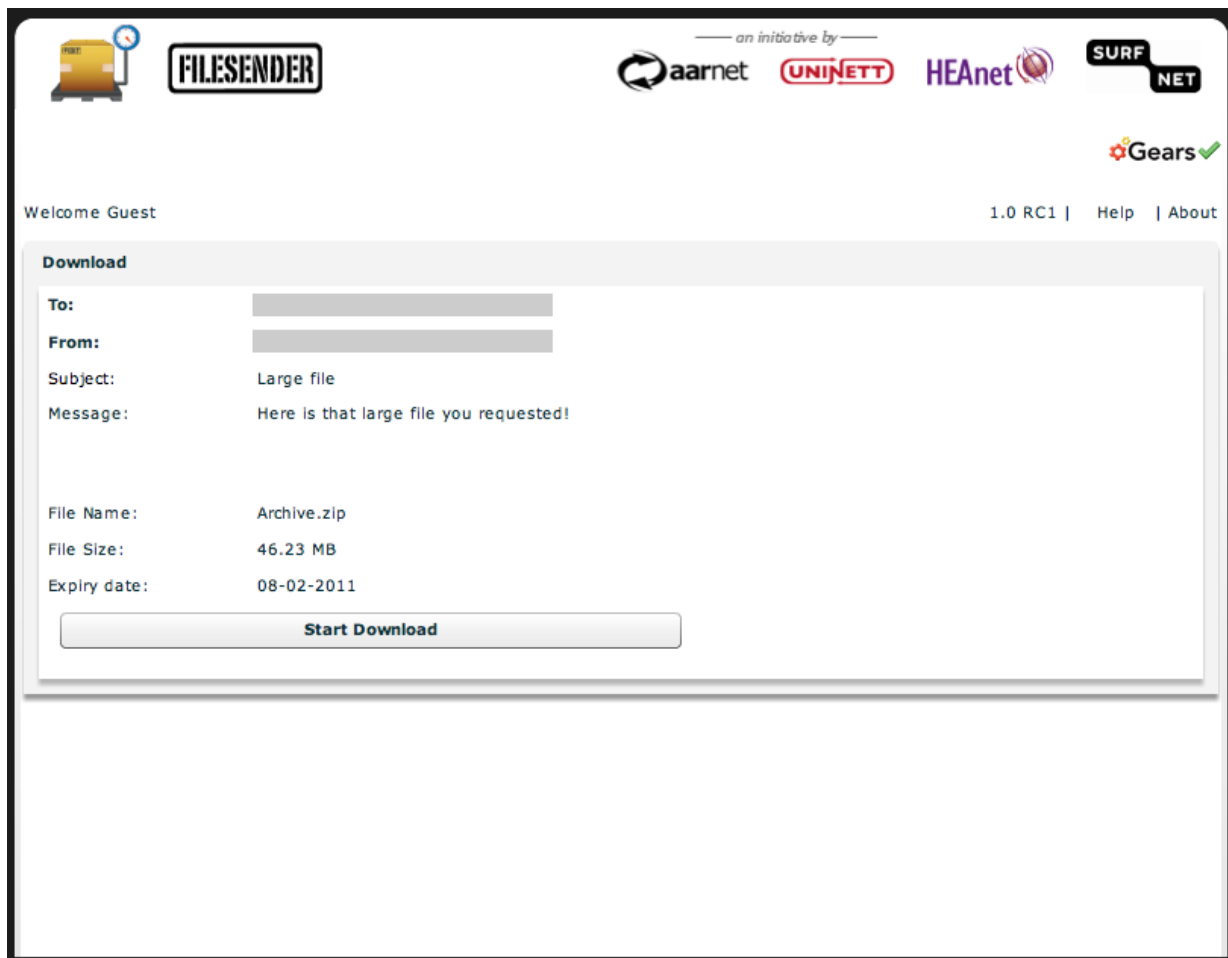 an initiative by
FILESENDER
aarnet
UNINETT
HEAnet
SURF
NET
Gears
Welcome Guest
1.0 RC1 | Help | About
Download
To:
From:
Subject: Large file
Message: Here is that large file you requested!
File Name: Archive.zip
File Size: 46.23 MB
Expiry date: 08-02-2011
Start Download